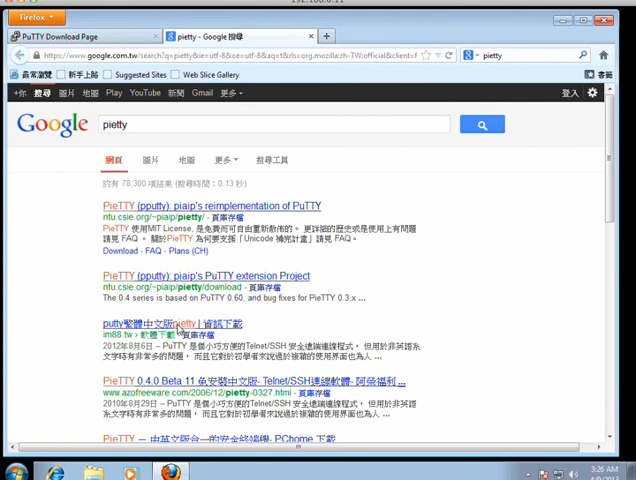 192.168.0.11
Firefox
PuTTY Download Page
pietty - Google 搜尋
https://www.google.com.tw/search?q=pietty&ie=utf-8&oe=utf-8&aq=t&rls=org.mozilla:zh-TW:official&client=f
pietty
最常瀏覽 新手上路 Suggested Sites Web Slice Gallery 書籤
+你 搜尋 圖片 地圖 Play YouTube 新聞 Gmail 更多 登入
Google pietty
網頁 圖片 地圖 更多 搜尋工具
約有 78,300 項結果 (搜尋時間：0.13 秒)
PieTTY (pputty): piaip's reimplementation of PuTTY
ntu.csie.org/~piaip/pietty/ - 頁庫存檔
PieTTY 使用MIT License, 是免費而可自由重新散佈的。 更詳細的歷史或是使用上有問題
請見 FAQ 。 關於PieTTY 為何要支援「Unicode 補完計畫」請見 FAQ 。
Download - FAQ - Plans (CH)
PieTTY (pputty): piaip's PuTTY extension Project
ntu.csie.org/~piaip/pietty/download - 頁庫存檔
The 0.4 series is based on PuTTY 0.60, and bug fixes for PieTTY 0.3.x ...
putty繁體中文版pietty | 資訊下載
im88.tw › 軟體下載 - 頁庫存檔
2012年8月6日 – PuTTY 是個小巧方便的Telnet/SSH 安全遠端連線程式， 但用於非英語系
文字時有非常多的問題， 而且它對於初學者來說過於複雜的使用界面也為人 ...
PieTTY 0.4.0 Beta 11 免安裝中文版- Telnet/SSH連線軟體- 阿榮福利 ...
www.azofreeware.com/2006/12/pietty-0327.html - 頁庫存檔
2010年8月29日 – PuTTY 是個小巧方便的Telnet/SSH 安全遠端連線程式， 但用於非英語
系文字時有非常多的問題， 而且它對於初學者來說過於複雜的使用界面也為人 ...
PieTTY — 中英文版合一的安全終端機- PChome 下載
3:26 AM